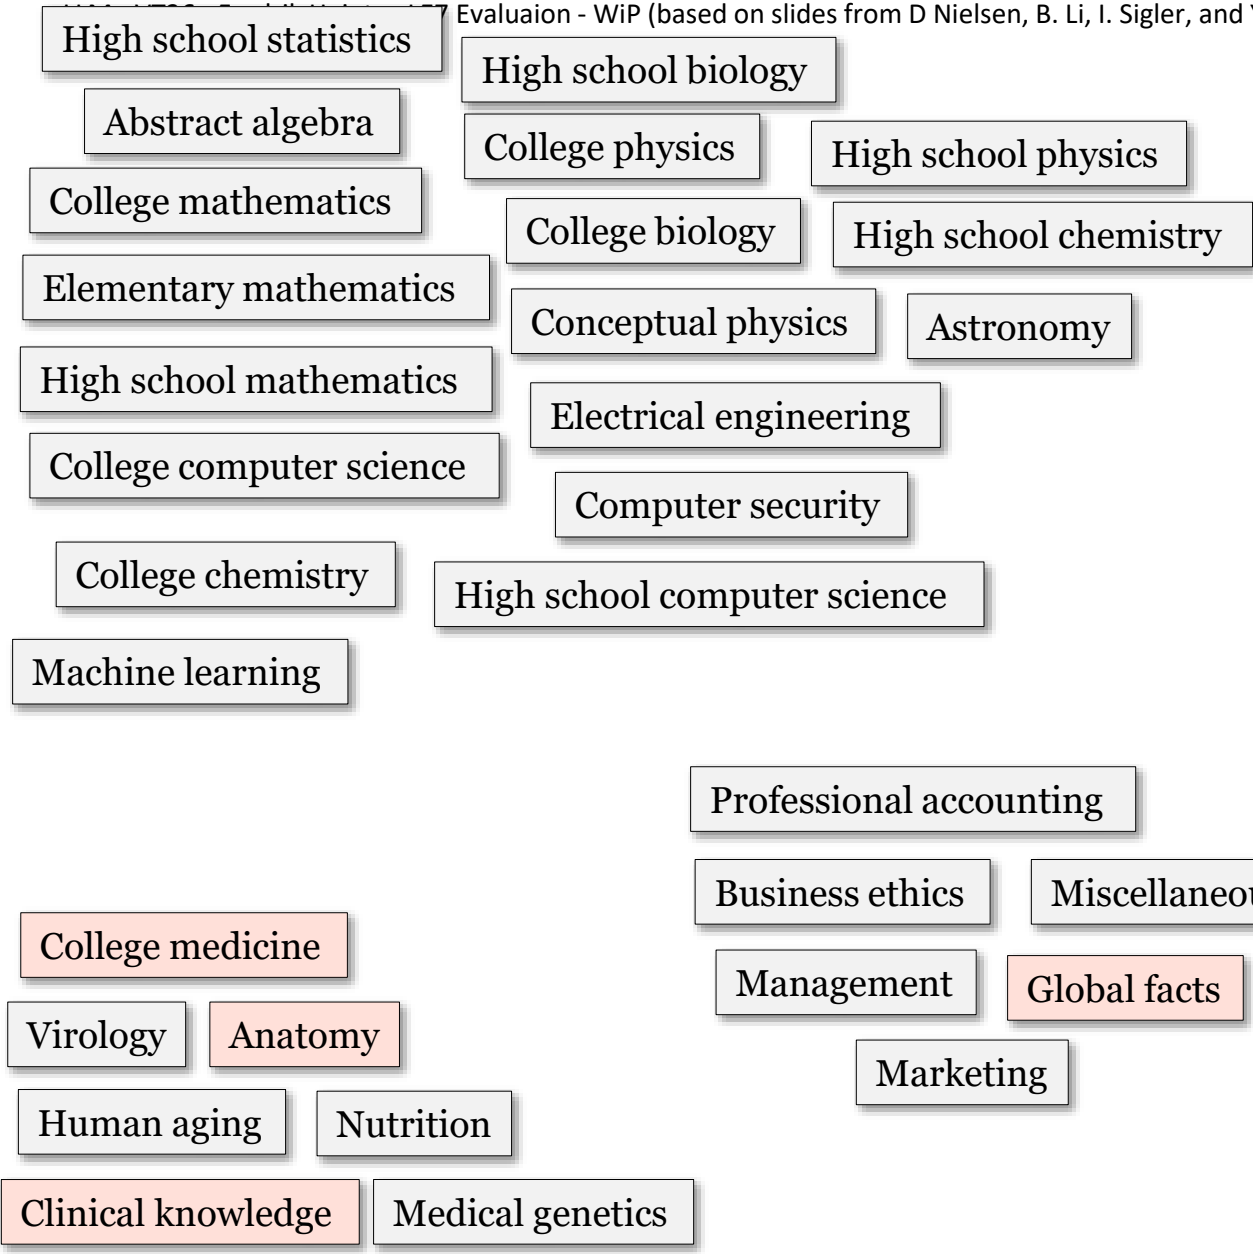 Evaluaion - WiP (based on slides from D Nielsen, B. Li, I. Sigler, and
High school statistics
High school biology
Abstract algebra
College physics
High school physics
College mathematics
College biology
High school chemistry
Elementary mathematics
Conceptual physics
Astronomy
High school mathematics
Electrical engineering
College computer science
Computer security
College chemistry
High school computer science
Machine learning
Professional accounting
Business ethics
Miscellaneou
College medicine
Management
Global facts
Virology
Anatomy
Marketing
Human aging
Nutrition
Clinical knowledge
Medical genetics